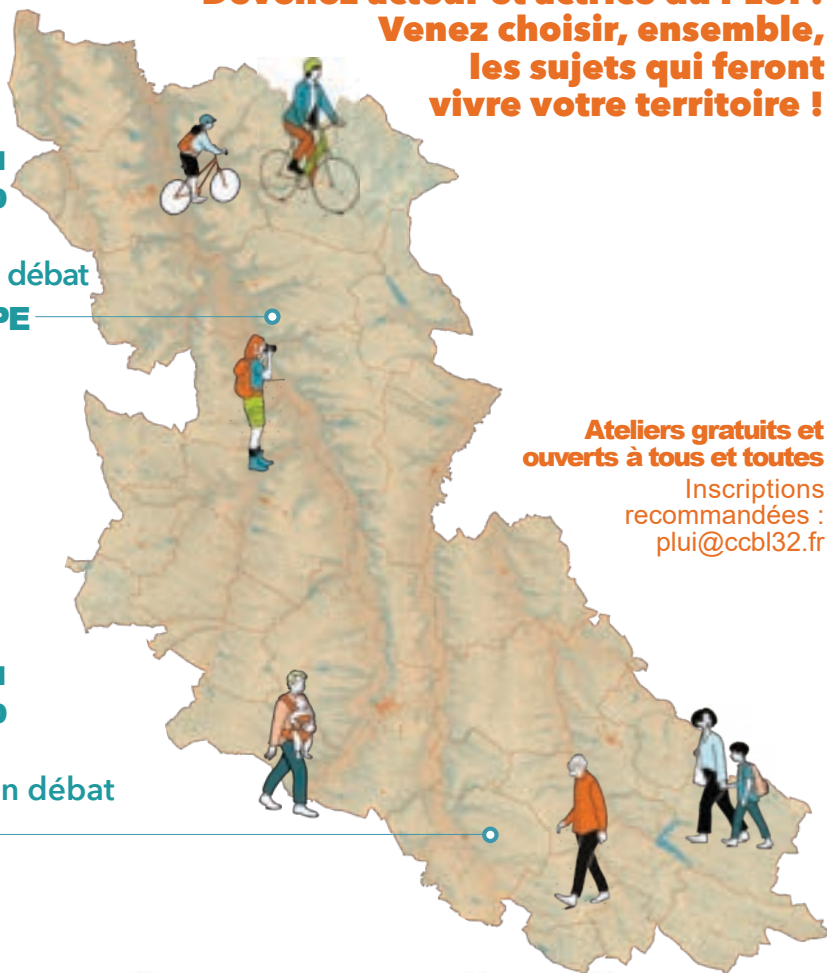 Venez choisir, ensemble,
les sujets qui feront
vivre votre territoire !
débat
Ateliers gratuits et
ouverts à tous et toutes
Inscriptions
recommandées :
plui@ccbl32.fr
débat